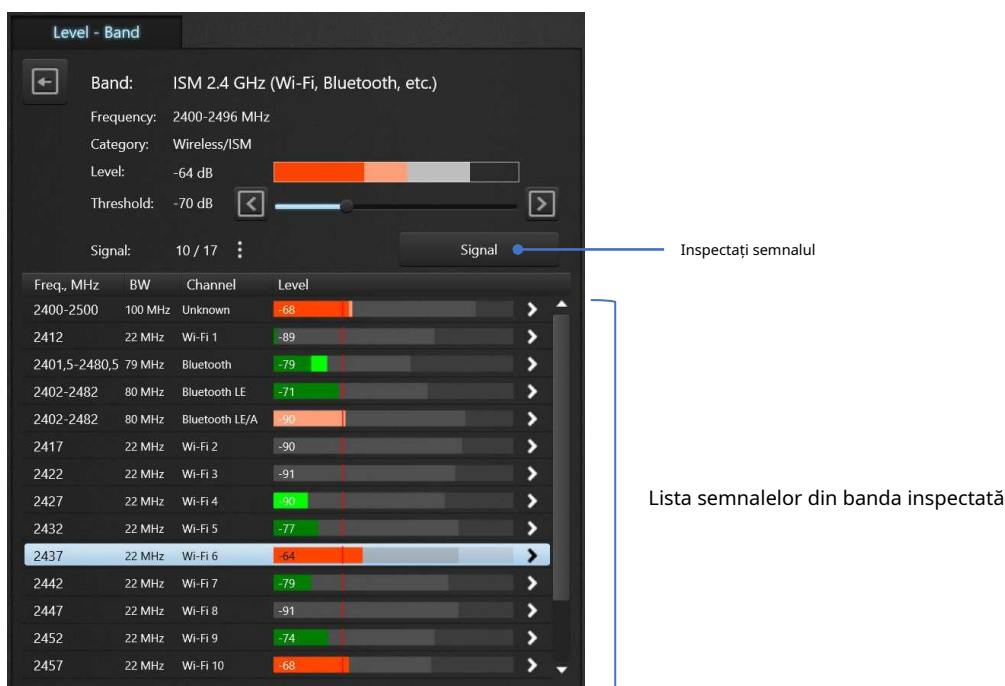 Level - Band
Band: ISM 2.4 GHz (Wi-Fi, Bluetooth, etc.)
Frequency: 2400-2496 MHz
Category: Wireless/ISM
Level: -64 dB
Threshold: -70 dB
Signal: 10 / 17 Signal
Inspectați semnalul
Freq., MHz BW Channel Level
2400-2500 100 MHz Unknown -68
2412 22 MHz Wi-Fi 1 -89
2401,5-2480,5 79 MHz Bluetooth -79
2402-2482 80 MHz Bluetooth LE -71
2402-2482 80 MHz Bluetooth LE/A -90
2417 22 MHz Wi-Fi 2 -90
2422 22 MHz Wi-Fi 3 -91
2427 22 MHz Wi-Fi 4 -90
Lista semnalelor din banda inspectată
2432 22 MHz Wi-Fi 5 -77
2437 22 MHz Wi-Fi 6 -64
2442 22 MHz Wi-Fi 7 -79
2447 22 MHz Wi-Fi 8 -91
2452 22 MHz Wi-Fi 9 -74
2457 22 MHz Wi-Fi 10 -68